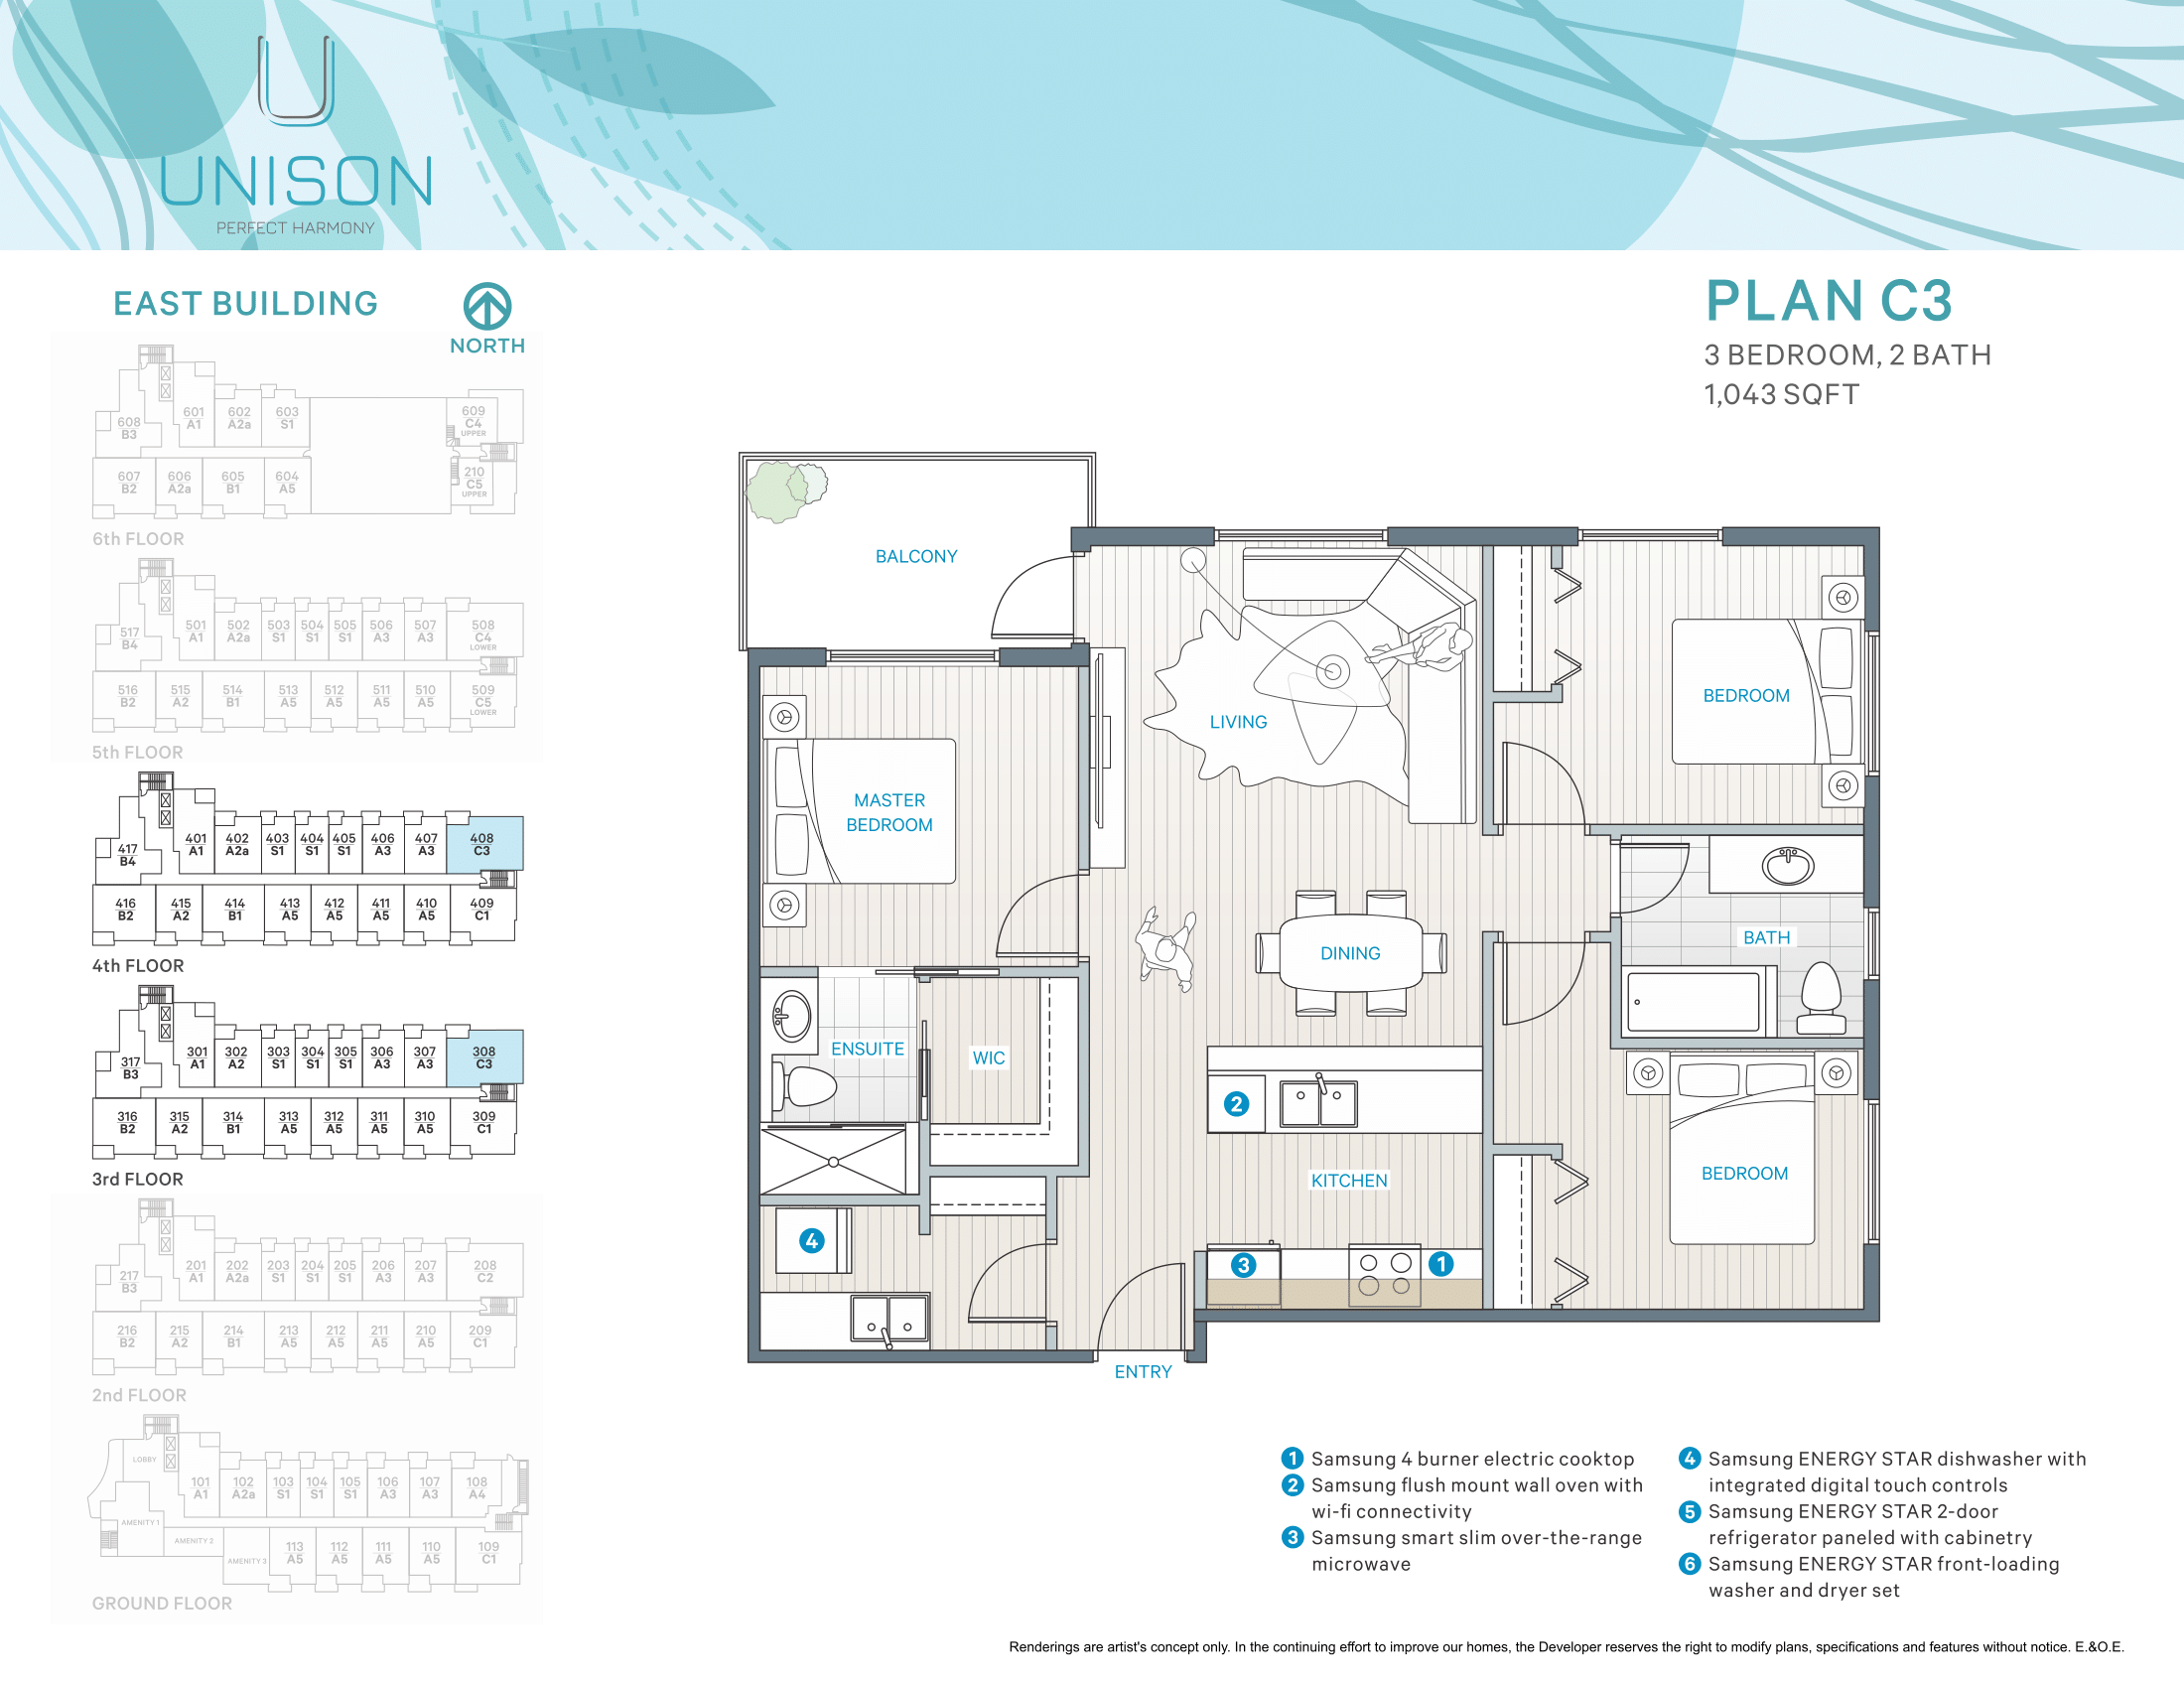 UNISON
PERFECT HARMONY
EAST BUILDING
NORTH
PLAN C3
3 BEDROOM, 2 BATH
1,043 SQFT
608 B3
601 A1
602 A2a
603 S1
609 C4 UPPER
607 B2
606 A2a
605 B1
604 A5
210 C5 UPPER
6th FLOOR
517 B4
501 A1
502 A2a
503 S1
504 S1
505 S1
506 A3
507 A3
508 C4 LOWER
516 B2
515 A2
514 B1
513 A5
512 A5
511 A5
510 A5
509 C5 LOWER
5th FLOOR
417 B4
401 A1
402 A2a
403 S1
404 S1
405 S1
406 A3
407 A3
408 C3
416 B2
415 A2
414 B1
413 A5
412 A5
411 A5
410 A5
409 C1
4th FLOOR
317 B3
301 A1
302 A2
303 S1
304 S1
305 S1
306 A3
307 A3
308 C3
316 B2
315 A2
314 B1
313 A5
312 A5
311 A5
310 A5
309 C1
3rd FLOOR
217 B3
201 A1
202 A2a
203 S1
204 S1
205 S1
206 A3
207 A3
208 C2
216 B2
215 A2
214 B1
213 A5
212 A5
211 A5
210 A5
209 C1
2nd FLOOR
LOBBY
101 A1
102 A2a
103 S1
104 S1
105 S1
106 A3
107 A3
108 A4
AMENITY 1
AMENITY 2
AMENITY 3
113 A5
112 A5
111 A5
110 A5
109 C1
GROUND FLOOR
BALCONY
LIVING
BEDROOM
MASTER
BEDROOM
DINING
BATH
ENSUITE
WIC
2
KITCHEN
BEDROOM
4
3
1
ENTRY
1 Samsung 4 burner electric cooktop
2 Samsung flush mount wall oven with
wi-fi connectivity
3 Samsung smart slim over-the-range
microwave
4 Samsung ENERGY STAR dishwasher with
integrated digital touch controls
5 Samsung ENERGY STAR 2-door
refrigerator paneled with cabinetry
6 Samsung ENERGY STAR front-loading
washer and dryer set
Renderings are artist's concept only. In the continuing effort to improve our homes, the Developer reserves the right to modify plans, specifications and features without notice. E.&O.E.